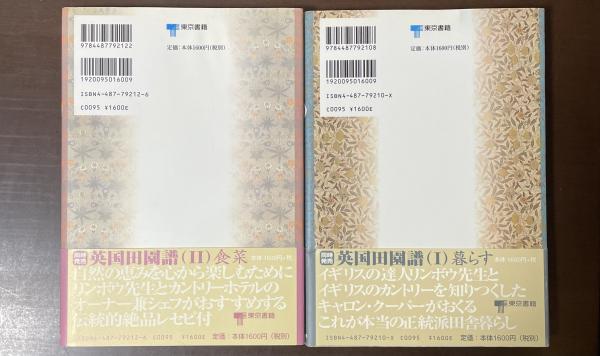 9784487792122
1920095016009
ISBN4-487-79212-6
C0095 ¥1600E
東京書籍
定価:本体1600円(税別)
同時発売
英国田園譜(II)食菜
本体1600円+税
自然の恵みを心から楽しむために
リンボウ先生とカントリーホテルの
オーナー兼シェフがおすすめする
伝統的絶品レセピ付
東京書籍
定価:本体1600円(税別)
ISBN4-487-79212-6 C0095 ¥1600E
9784487792108
1920095016009
ISBN4-487-79210-X
C0095 ¥1600E
東京書籍
定価:本体1600円(税別)
同時発売
英国田園譜(I)暮らす
本体1600円+税
イギリスの達人リンボウ先生と
イギリスのカントリーを知りつくした
キャロン・クーパーがおくる
これが本当の正統派田舎暮らし
東京書籍
ISBN4-487-79210-X C0095 ¥1600E
定価:本体1600円(税別)